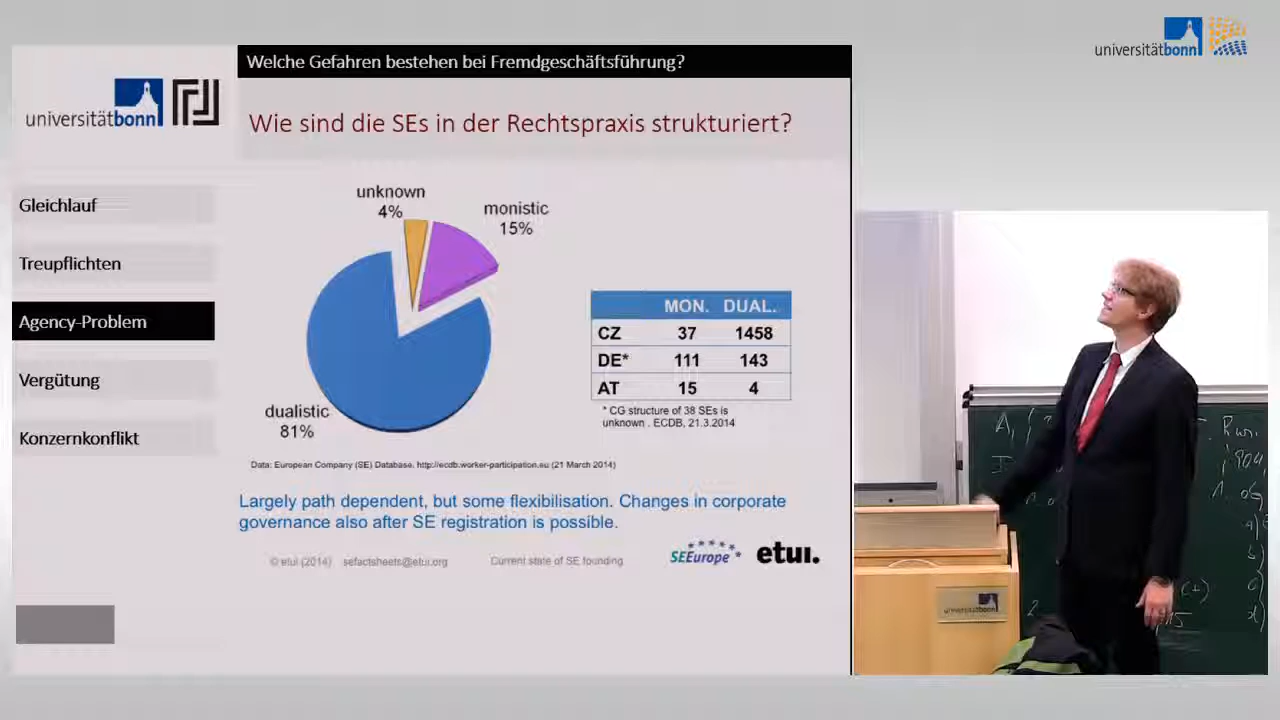 universitätbonn
Welche Gefahren bestehen bei Fremdgeschäftsführung?
universitätbonn
Wie sind die SEs in der Rechtspraxis strukturiert?
Gleichlauf
Treupflichten
Agency-Problem
Vergütung
Konzernkonflikt
unknown
4%
monistic
15%
dualistic
81%
MON. DUAL.
CZ 37 1458
DE* 111 143
AT 15 4
* CG structure of 38 SEs is
unknown . ECDB, 21.3.2014
Data: European Company (SE) Database, http://ecdb.worker-participation.eu (21 March 2014)
Largely path dependent, but some flexibilisation. Changes in corporate
governance also after SE registration is possible.
© etui (2014) sefactsheets@etui.org Current state of SE founding
SEEurope
etui.
universitätbonn